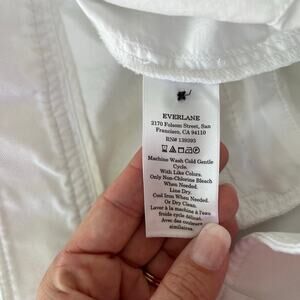 EVERLANE
2170 Folsom Street, San
Francisco, CA 94110
RN# 139393
Machine Wash Cold Gentle
Cycle.
With Like Colors.
Only Non-Chlorine Bleach
When Needed.
Line Dry.
Cool Iron When Needed.
Or Dry Clean.
Laver à la machine à l'eau
froide cycle délicat.
Avec des couleurs
similaires.